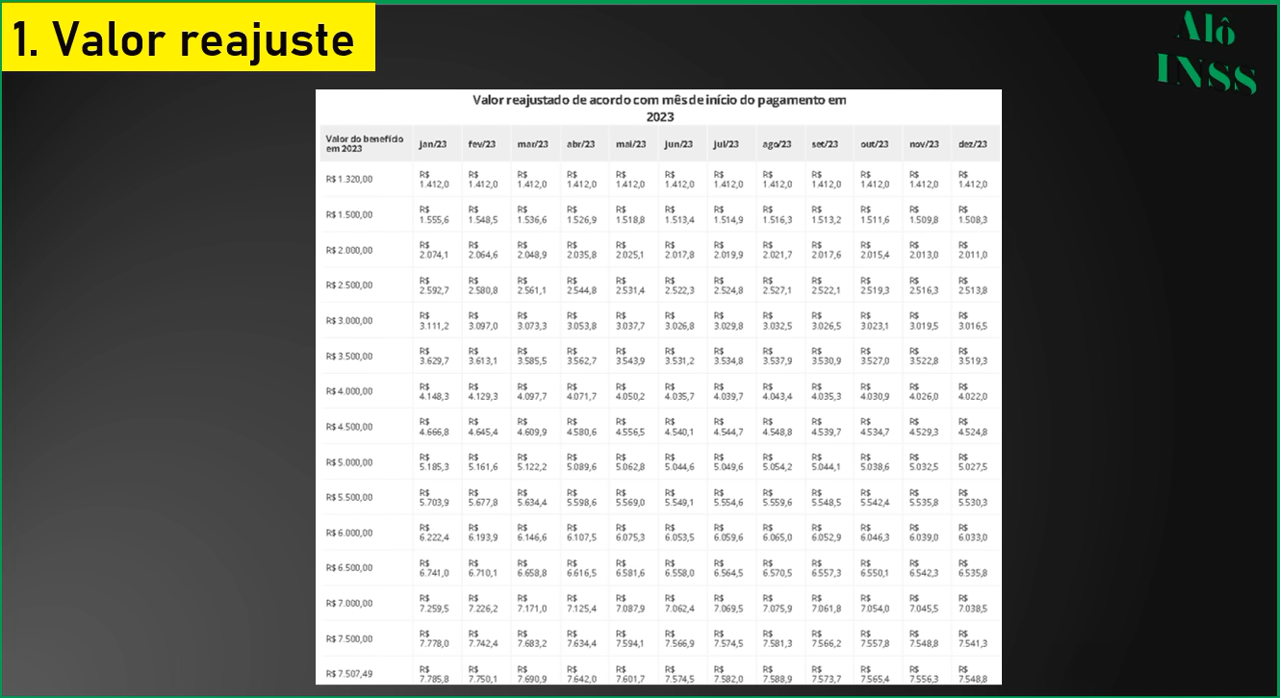 1. Valor reajuste
Alô
INSS
Valor reajustado de acordo com mês de início do pagamento em
2023
Valor do benefício em 2023 jan/23 fev/23 mar/23 abr/23 mai/23 jun/23 jul/23 ago/23 set/23 out/23 nov/23 dez/23
R$ 1.320,00 R$ 1.412,0 R$ 1.412,0 R$ 1.412,0 R$ 1.412,0 R$ 1.412,0 R$ 1.412,0 R$ 1.412,0 R$ 1.412,0 R$ 1.412,0 R$ 1.412,0 R$ 1.412,0 R$ 1.412,0
R$ 1.500,00 R$ 1.555,6 R$ 1.548,5 R$ 1.536,6 R$ 1.526,9 R$ 1.518,8 R$ 1.513,4 R$ 1.514,9 R$ 1.516,3 R$ 1.513,2 R$ 1.511,6 R$ 1.509,8 R$ 1.508,3
R$ 2.000,00 R$ 2.074,1 R$ 2.064,6 R$ 2.048,9 R$ 2.035,8 R$ 2.025,1 R$ 2.017,8 R$ 2.019,9 R$ 2.021,7 R$ 2.017,6 R$ 2.015,4 R$ 2.013,0 R$ 2.011,0
R$ 2.500,00 R$ 2.592,7 R$ 2.580,8 R$ 2.561,1 R$ 2.544,8 R$ 2.531,4 R$ 2.522,3 R$ 2.524,8 R$ 2.527,1 R$ 2.522,1 R$ 2.519,3 R$ 2.516,3 R$ 2.513,8
R$ 3.000,00 R$ 3.111,2 R$ 3.097,0 R$ 3.073,3 R$ 3.053,8 R$ 3.037,7 R$ 3.026,8 R$ 3.029,8 R$ 3.032,5 R$ 3.026,5 R$ 3.023,1 R$ 3.019,5 R$ 3.016,5
R$ 3.500,00 R$ 3.629,7 R$ 3.613,1 R$ 3.585,5 R$ 3.562,7 R$ 3.543,9 R$ 3.531,2 R$ 3.534,8 R$ 3.537,9 R$ 3.530,9 R$ 3.527,0 R$ 3.522,8 R$ 3.519,3
R$ 4.000,00 R$ 4.148,3 R$ 4.129,3 R$ 4.097,7 R$ 4.071,7 R$ 4.050,2 R$ 4.035,7 R$ 4.039,7 R$ 4.043,4 R$ 4.035,3 R$ 4.030,9 R$ 4.026,0 R$ 4.022,0
R$ 4.500,00 R$ 4.666,8 R$ 4.645,4 R$ 4.609,9 R$ 4.580,6 R$ 4.556,5 R$ 4.540,1 R$ 4.544,7 R$ 4.548,8 R$ 4.539,7 R$ 4.534,7 R$ 4.529,3 R$ 4.524,8
R$ 5.000,00 R$ 5.185,3 R$ 5.161,6 R$ 5.122,2 R$ 5.089,6 R$ 5.062,8 R$ 5.044,6 R$ 5.049,6 R$ 5.054,2 R$ 5.044,1 R$ 5.038,6 R$ 5.032,5 R$ 5.027,5
R$ 5.500,00 R$ 5.703,9 R$ 5.677,8 R$ 5.634,4 R$ 5.598,6 R$ 5.569,0 R$ 5.549,1 R$ 5.554,6 R$ 5.559,6 R$ 5.548,5 R$ 5.542,4 R$ 5.535,8 R$ 5.530,3
R$ 6.000,00 R$ 6.222,4 R$ 6.193,9 R$ 6.146,6 R$ 6.107,5 R$ 6.075,3 R$ 6.053,5 R$ 6.059,6 R$ 6.065,0 R$ 6.052,9 R$ 6.046,3 R$ 6.039,0 R$ 6.033,0
R$ 6.500,00 R$ 6.741,0 R$ 6.710,1 R$ 6.658,8 R$ 6.616,5 R$ 6.581,6 R$ 6.558,0 R$ 6.564,5 R$ 6.570,5 R$ 6.557,3 R$ 6.550,1 R$ 6.542,3 R$ 6.535,8
R$ 7.000,00 R$ 7.259,5 R$ 7.226,2 R$ 7.171,0 R$ 7.125,4 R$ 7.087,9 R$ 7.062,4 R$ 7.069,5 R$ 7.075,9 R$ 7.061,8 R$ 7.054,0 R$ 7.045,5 R$ 7.038,5
R$ 7.500,00 R$ 7.778,0 R$ 7.742,4 R$ 7.683,2 R$ 7.634,4 R$ 7.594,1 R$ 7.566,9 R$ 7.574,5 R$ 7.581,3 R$ 7.566,2 R$ 7.557,8 R$ 7.548,8 R$ 7.541,3
R$ 7.507,49 R$ 7.785,8 R$ 7.750,1 R$ 7.690,9 R$ 7.642,0 R$ 7.601,7 R$ 7.574,5 R$ 7.582,0 R$ 7.588,9 R$ 7.573,7 R$ 7.565,4 R$ 7.556,3 R$ 7.548,8